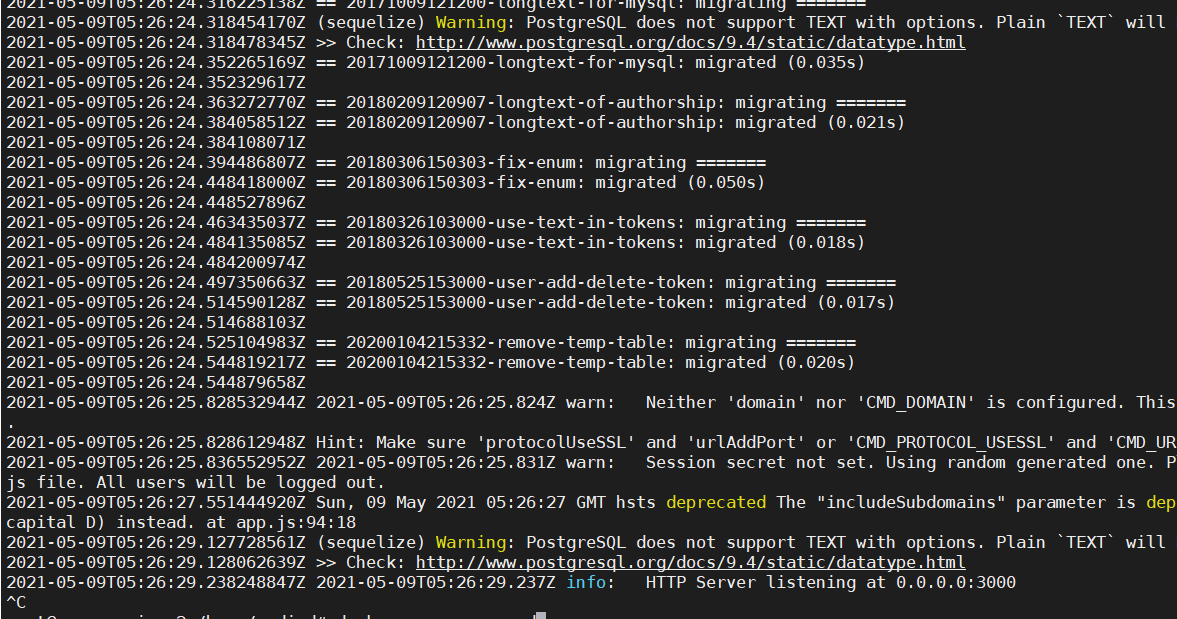 2021-05-09T05:26:24.316225138Z == 20171009121200-longtext-for-mysql: migrating =======
2021-05-09T05:26:24.318454170Z (sequelize) Warning: PostgreSQL does not support TEXT with options. Plain `TEXT` will
2021-05-09T05:26:24.318478345Z >> Check: http://www.postgresql.org/docs/9.4/static/datatype.html
2021-05-09T05:26:24.352265169Z == 20171009121200-longtext-for-mysql: migrated (0.035s)
2021-05-09T05:26:24.352329617Z
2021-05-09T05:26:24.363272770Z == 20180209120907-longtext-of-authorship: migrating =======
2021-05-09T05:26:24.384058512Z == 20180209120907-longtext-of-authorship: migrated (0.021s)
2021-05-09T05:26:24.384108071Z
2021-05-09T05:26:24.394486807Z == 20180306150303-fix-enum: migrating =======
2021-05-09T05:26:24.448418000Z == 20180306150303-fix-enum: migrated (0.050s)
2021-05-09T05:26:24.448527896Z
2021-05-09T05:26:24.463435037Z == 20180326103000-use-text-in-tokens: migrating =======
2021-05-09T05:26:24.484135085Z == 20180326103000-use-text-in-tokens: migrated (0.018s)
2021-05-09T05:26:24.484200974Z
2021-05-09T05:26:24.497350663Z == 20180525153000-user-add-delete-token: migrating =======
2021-05-09T05:26:24.514590128Z == 20180525153000-user-add-delete-token: migrated (0.017s)
2021-05-09T05:26:24.514688103Z
2021-05-09T05:26:24.525104983Z == 20200104215332-remove-temp-table: migrating =======
2021-05-09T05:26:24.544819217Z == 20200104215332-remove-temp-table: migrated (0.020s)
2021-05-09T05:26:24.544879658Z
2021-05-09T05:26:25.828532944Z 2021-05-09T05:26:25.824Z warn:   Neither 'domain' nor 'CMD_DOMAIN' is configured. This
.
2021-05-09T05:26:25.828612948Z Hint: Make sure 'protocolUseSSL' and 'urlAddPort' or 'CMD_PROTOCOL_USESSL' and 'CMD_UR
2021-05-09T05:26:25.836552952Z 2021-05-09T05:26:25.831Z warn:   Session secret not set. Using random generated one. P
js file. All users will be logged out.
2021-05-09T05:26:27.551444920Z Sun, 09 May 2021 05:26:27 GMT hsts deprecated The "includeSubdomains" parameter is dep
capital D) instead. at app.js:94:18
2021-05-09T05:26:29.127728561Z (sequelize) Warning: PostgreSQL does not support TEXT with options. Plain `TEXT` will
2021-05-09T05:26:29.128062639Z >> Check: http://www.postgresql.org/docs/9.4/static/datatype.html
2021-05-09T05:26:29.238248847Z 2021-05-09T05:26:29.237Z info:   HTTP Server listening at 0.0.0.0:3000
^C